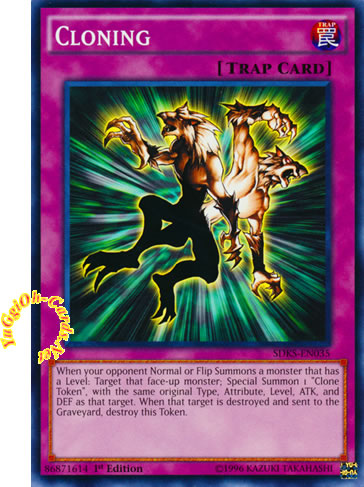 CLONING
TRAP
罠
[TRAP CARD]
SDKS-EN035
YuGiOh-Cards.Net
When your opponent Normal or Flip Summons a monster that
has a Level: Target that face-up monster; Special Summon 1 "Clone
Token", with the same original Type, Attribute, Level, ATK, and
DEF as that target. When that target is destroyed and sent to the
Graveyard, destroy this Token.
86871614 1st Edition
©1996 KAZUKI TAKAHASHI